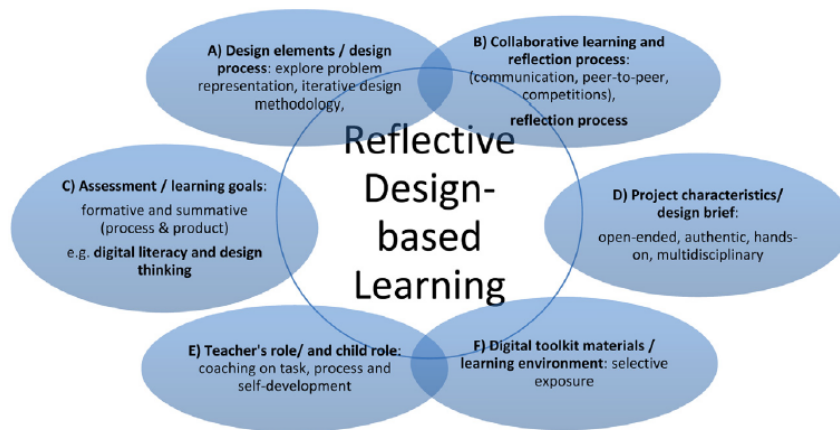 A) Design elements / design
process: explore problem
representation, iterative design
methodology,
B) Collaborative learning and
reflection process:
(communication, peer-to-peer,
competitions),
reflection process
Reflective
Design-
based
Learning
C) Assessment / learning goals:
formative and summative
(process & product)
e.g. digital literacy and design
thinking
D) Project characteristics/
design brief:
open-ended, authentic, hands-
on, multidisciplinary
E) Teacher's role/ and child role:
coaching on task, process and
self-development
F) Digital toolkit materials /
learning environment: selective
exposure